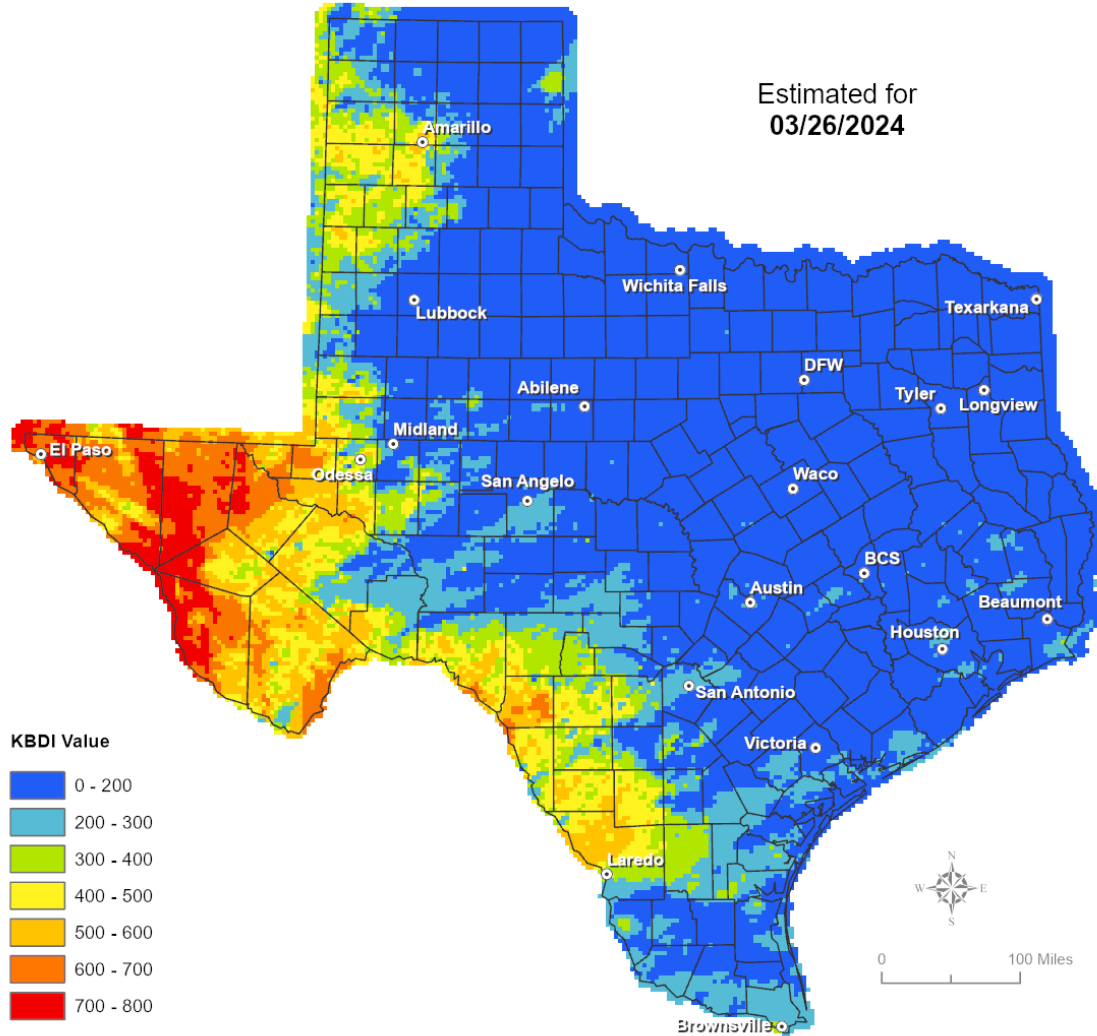 Estimated for
03/26/2024
Amarillo
Wichita Falls
Lubbock
Texarkana
DFW
Abilene
Tyler
Longview
Midland
El Paso
Odessa
San Angelo
Waco
BCS
Austin
Beaumont
Houston
San Antonio
Victoria
KBDI Value
0 - 200
200 - 300
300 - 400
400 - 500
500 - 600
600 - 700
700 - 800
Laredo
N
W E
S
0 100 Miles
Brownsville